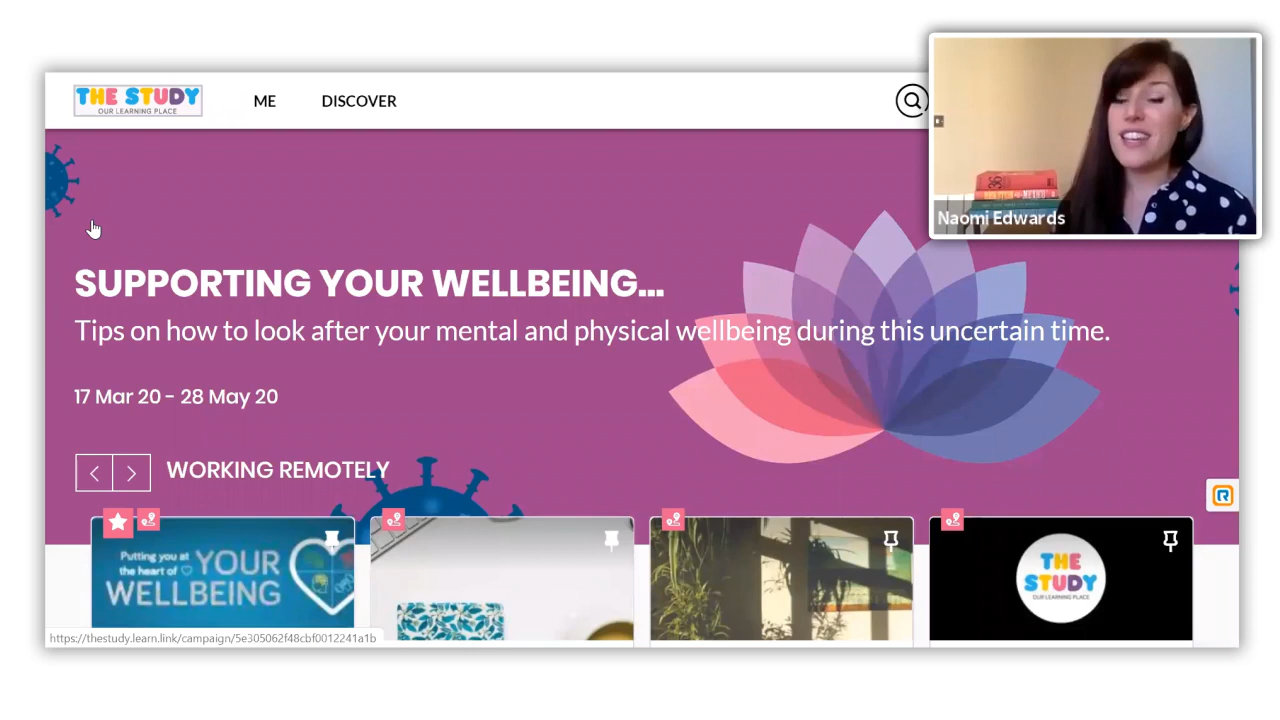 THE STUDY
OUR LEARNING PLACE
ME
DISCOVER
Naomi Edwards
SUPPORTING YOUR WELLBEING...
Tips on how to look after your mental and physical wellbeing during this uncertain time.
17 Mar 20 - 28 May 20
WORKING REMOTELY
Putting you at
the heart of
YOUR
WELLBEING
THE
STUDY
OUR LEARNING PLACE
https://thestudy.learn.link/campaign/5e305062f48cbf0012241a1b